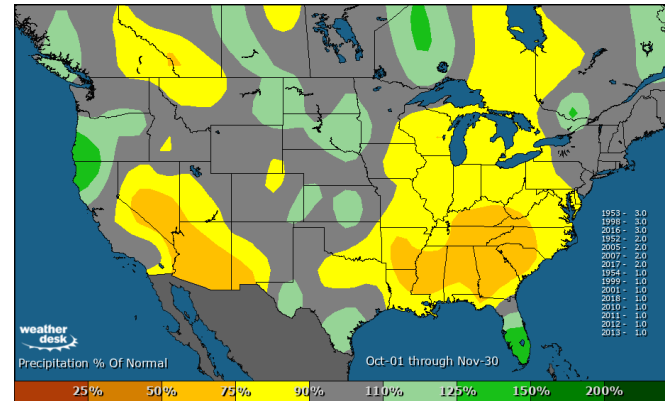 1953 - 3.0
1998 - 3.0
2016 - 3.0
1952 - 2.0
2005 - 2.0
2007 - 2.0
2017 - 2.0
1954 - 1.0
1999 - 1.0
2001 - 1.0
2018 - 1.0
2010 - 1.0
2011 - 1.0
2012 - 1.0
2013 - 1.0
weather
desk
Precipitation % Of Normal
Oct-01 through Nov-30
25% 50% 75% 90% 110% 125% 150% 200%